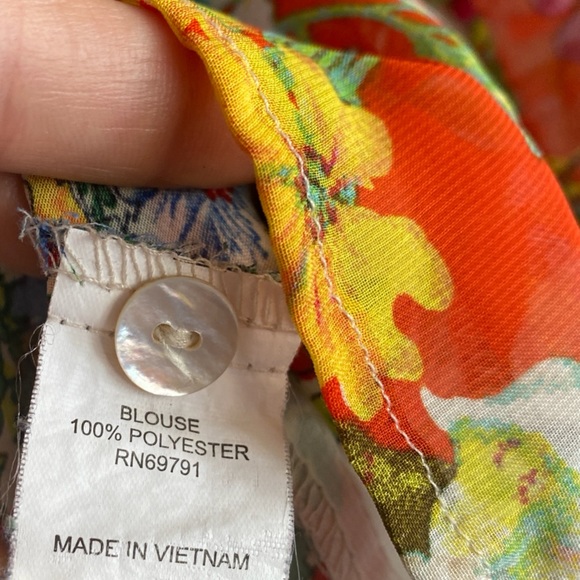 BLOUSE
100% POLYESTER
RN69791
MADE IN VIETNAM